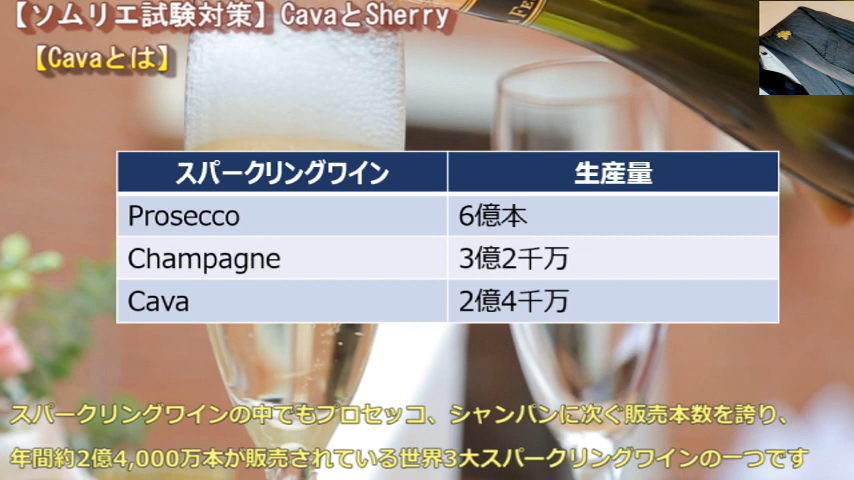 【ソムリエ試験対策】CavaとSherry
【Cavaとは】
スパークリングワイン 生産量
Prosecco 6億本
Champagne 3億2千万
Cava 2億4千万
スパークリングワインの中でもプロセッコ、シャンパンに次ぐ販売本数を誇り、
年間約2億4,000万本が販売されている世界3大スパークリングワインの一つです